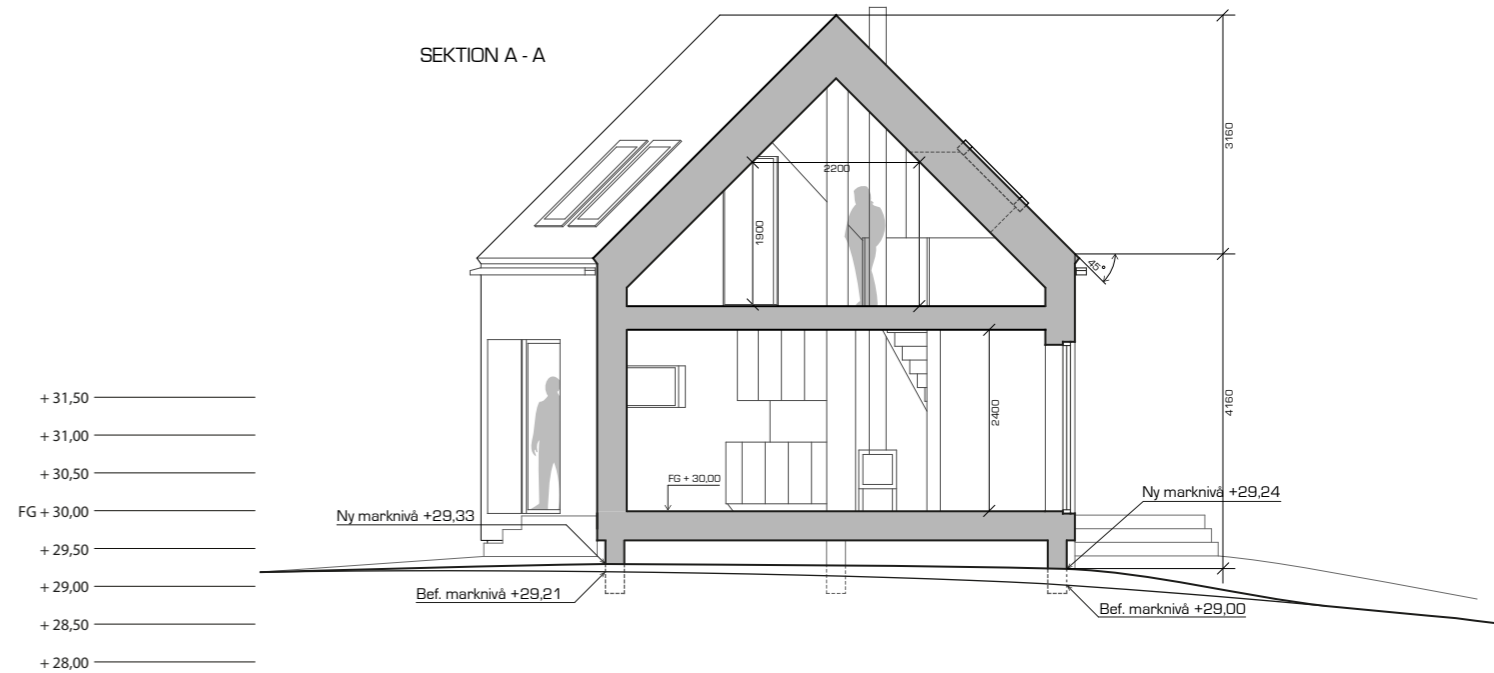 SEKTION A - A
3160
2200
1900
45°
+ 31,50
4160
2400
+ 31,00
+ 30,50
FG + 30,00
FG + 30,00
Ny marknivå +29,24
Ny marknivå +29,33
+ 29,50
+ 29,00
Bef. marknivå +29,21
Bef. marknivå +29,00
+ 28,50
+ 28,00